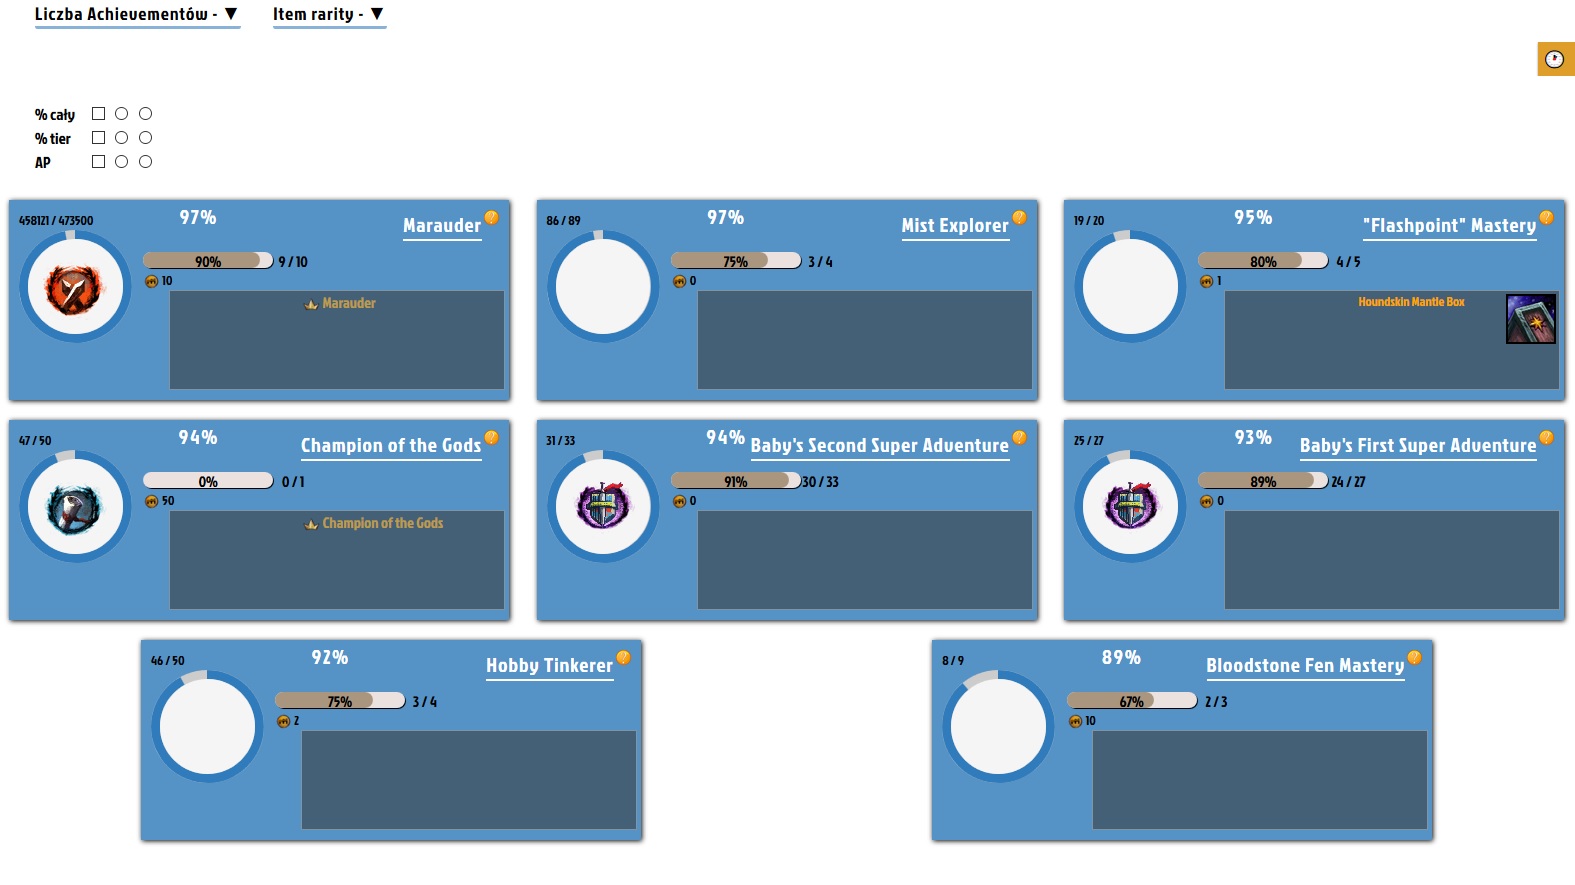 Liczba Achievementów - ▼ Item rarity - ▼
% cały
% tier
AP
458121 / 473500 97% Marauder
90% 9 / 10
10
Marauder
86 / 89 97% Mist Explorer
75% 3 / 4
0
19 / 20 95% "Flashpoint" Mastery
80% 4 / 5
1
Houndskin Mantle Box
47 / 50 94% Champion of the Gods
0% 0 / 1
50
Champion of the Gods
31 / 33 94% Baby's Second Super Adventure
91% 30 / 33
0
25 / 27 93% Baby's First Super Adventure
89% 24 / 27
0
46 / 50 92% Hobby Tinkerer
75% 3 / 4
2
8 / 9 89% Bloodstone Fen Mastery
67% 2 / 3
10